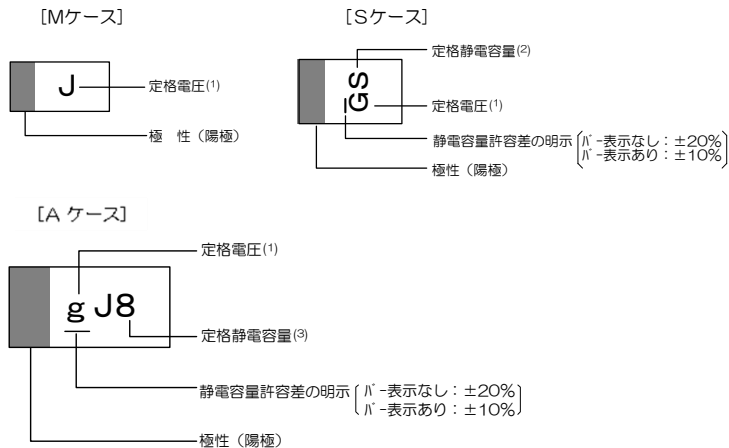 [Mケース]
J
定格電圧(1)
極 性（陽極）
[Sケース]
定格静電容量(2)
GS
定格電圧(1)
静電容量許容差の明示
バ-表示なし：±20%
バ-表示あり：±10%
極性（陽極）
[A ケース]
定格電圧(1)
g J8
定格静電容量(3)
静電容量許容差の明示
バ-表示なし：±20%
バ-表示あり：±10%
極性（陽極）